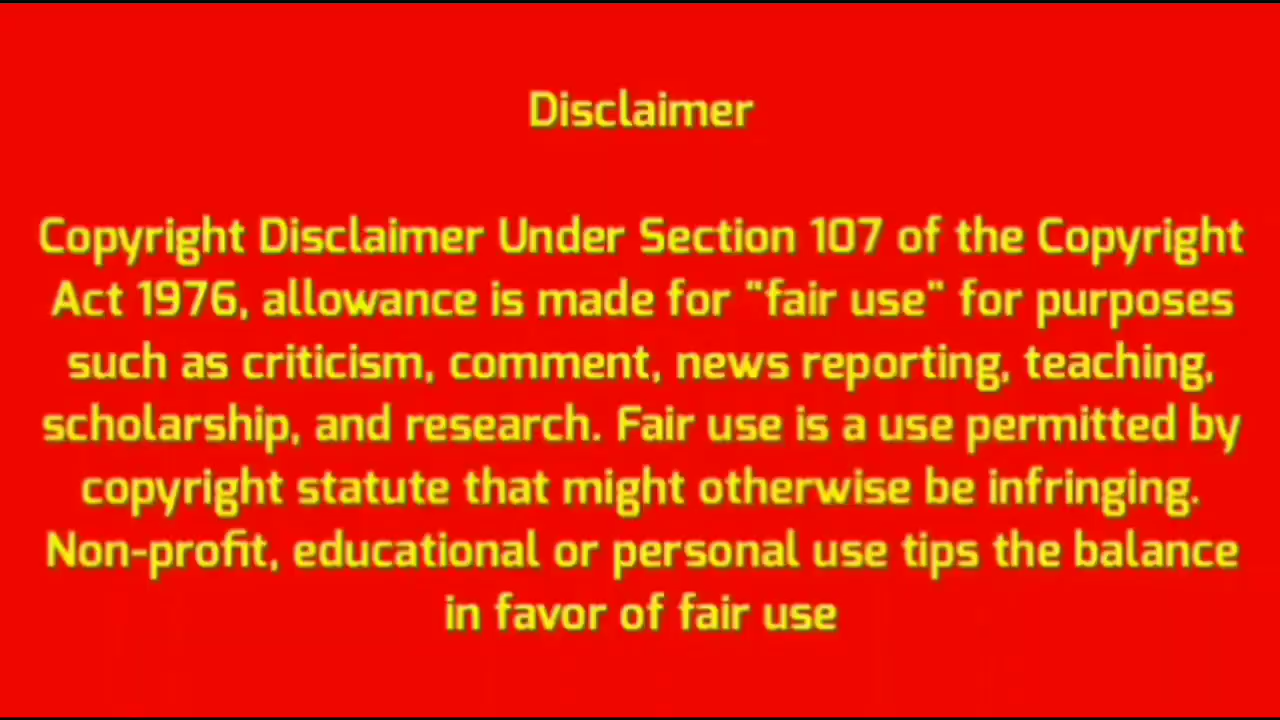 Disclaimer
Copyright Disclaimer Under Section 107 of the Copyright
Act 1976, allowance is made for "fair use" for purposes
such as criticism, comment, news reporting, teaching,
scholarship, and research. Fair use is a use permitted by
copyright statute that might otherwise be infringing.
Non-profit, educational or personal use tips the balance
in favor of fair use